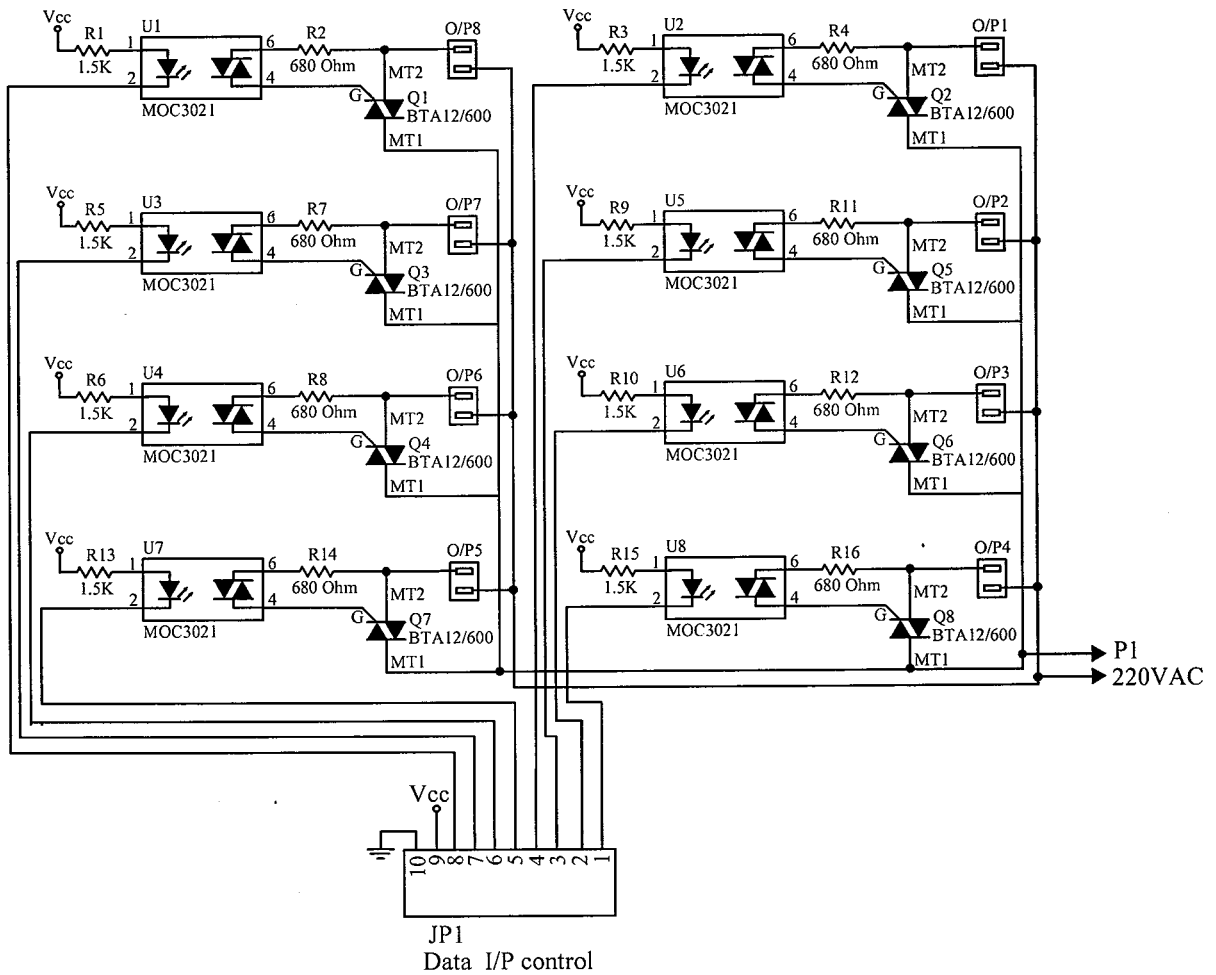 Vcc
R1
1.5K
1
2
U1
6
4
MOC3021
R2
680 Ohm
MT2
G
Q1
BTA12/600
MT1
O/P8
Vcc
R3
1.5K
1
2
U2
6
4
MOC3021
R4
680 Ohm
MT2
G
Q2
BTA12/600
MT1
O/P1
Vcc
R5
1.5K
1
2
U3
6
4
MOC3021
R7
680 Ohm
MT2
G
Q3
BTA12/600
MT1
O/P7
Vcc
R9
1.5K
1
2
U5
6
4
MOC3021
R11
680 Ohm
MT2
G
Q5
BTA12/600
MT1
O/P2
Vcc
R6
1.5K
1
2
U4
6
4
MOC3021
R8
680 Ohm
MT2
G
Q4
BTA12/600
MT1
O/P6
Vcc
R10
1.5K
1
2
U6
6
4
MOC3021
R12
680 Ohm
MT2
G
Q6
BTA12/600
MT1
O/P3
Vcc
R13
1.5K
1
2
U7
6
4
MOC3021
R14
680 Ohm
MT2
G
Q7
BTA12/600
MT1
O/P5
Vcc
R15
1.5K
1
2
U8
6
4
MOC3021
R16
680 Ohm
MT2
G
Q8
BTA12/600
MT1
O/P4
P1
220VAC
Vcc
10
9
8
7
6
5
4
3
2
1
JP1
Data I/P control